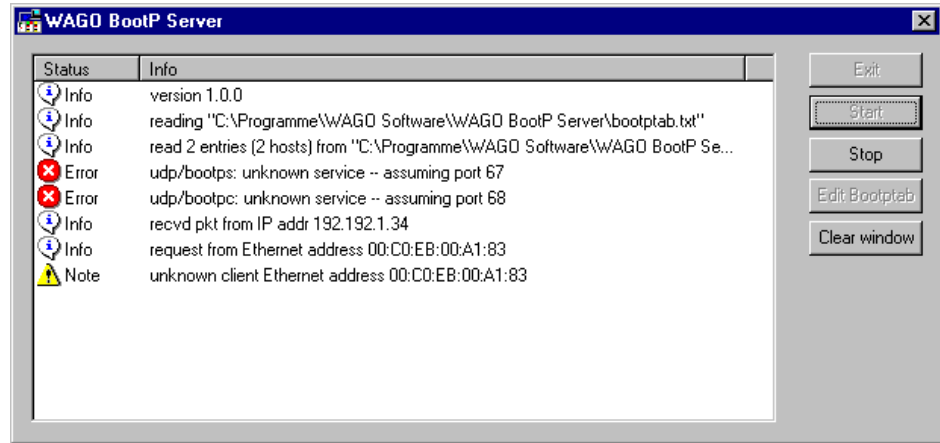 WAGO BootP Server
Status Info
Info version 1.0.0
Info reading "C:\Programme\WAGO Software\WAGO BootP Server\bootptab.txt"
Info read 2 entries (2 hosts) from "C:\Programme\WAGO Software\WAGO BootP Se...
Error udp/bootps: unknown service -- assuming port 67
Error udp/bootpc: unknown service -- assuming port 68
Info recvd pkt from IP addr 192.192.1.34
Info request from Ethernet address 00:C0:EB:00:A1:83
Note unknown client Ethernet address 00:C0:EB:00:A1:83
Exit
Start
Stop
Edit Bootptab
Clear window